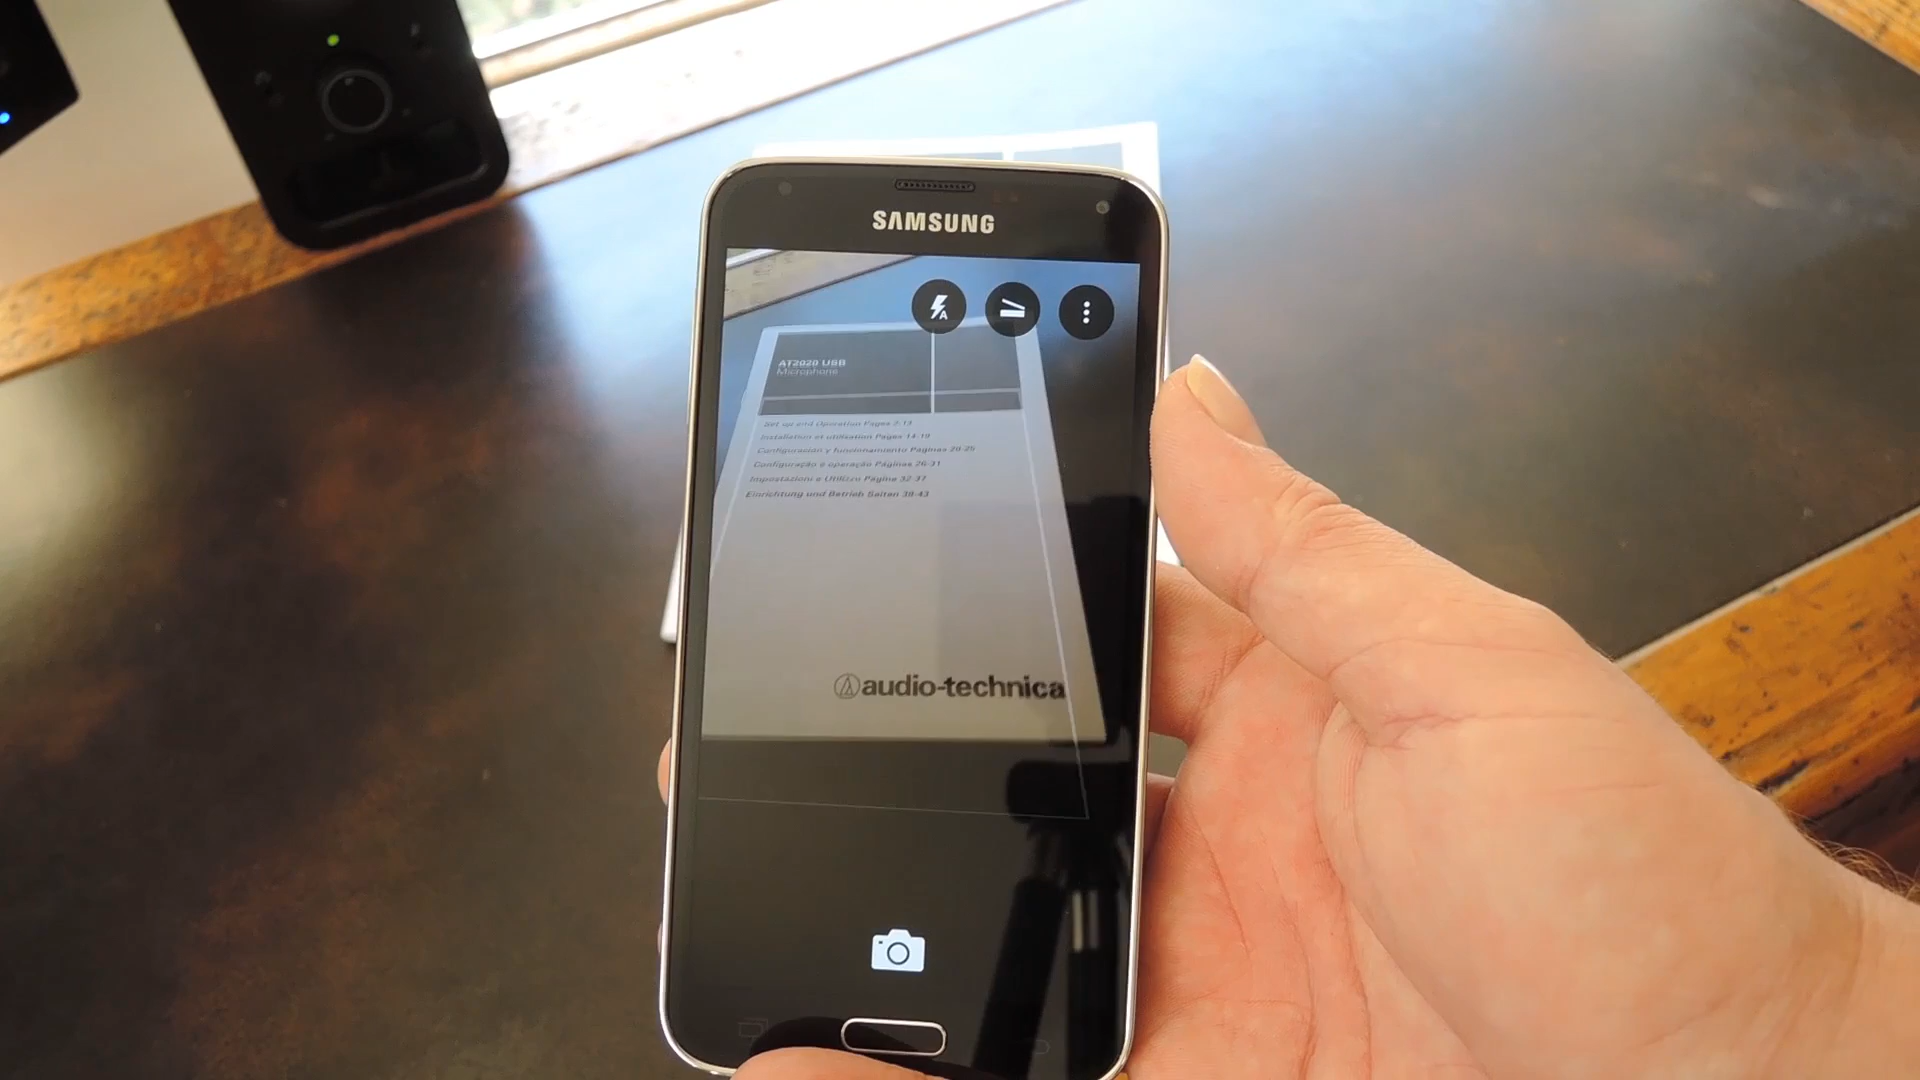 SAMSUNG
A
AT2020 USB
Microphone
Set up and Operation Pages 2-13
Installation et utilisation Pages 14-19
Configuración y funcionamiento Páginas 20-25
Configuração e operação Páginas 26-31
Impostazioni e Utilizzo Pagine 32-37
Einrichtung und Betrieb Seiten 38-43
audio-technica